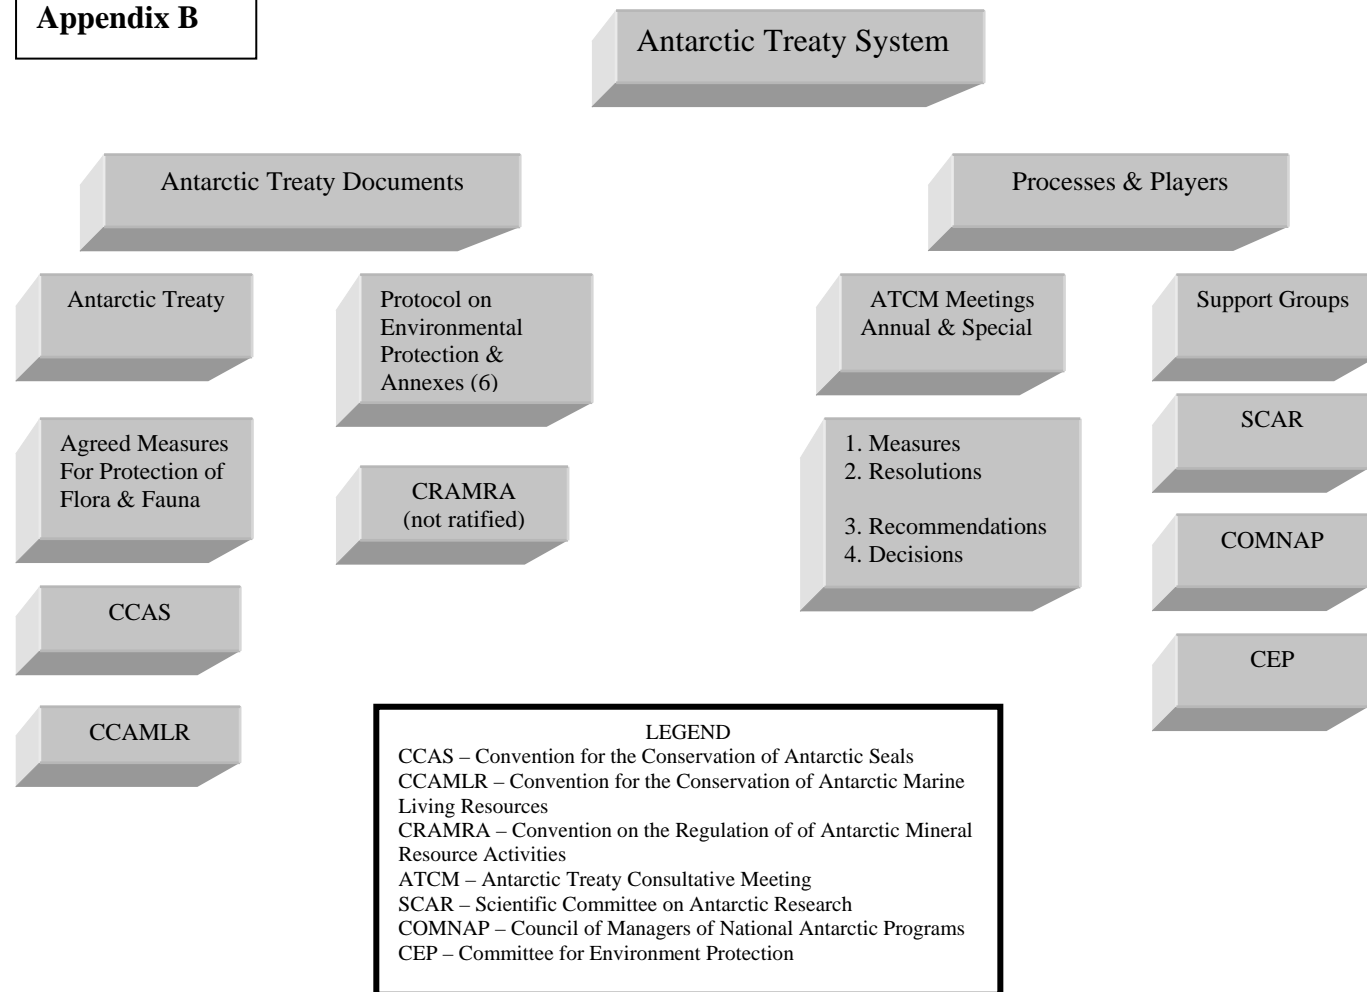 Appendix B
Antarctic Treaty System
Antarctic Treaty Documents
Processes & Players
Antarctic Treaty
Protocol on
Environmental
Protection &
Annexes (6)
ATCM Meetings
Annual & Special
Support Groups
Agreed Measures
For Protection of
Flora & Fauna
CRAMRA
(not ratified)
1. Measures
2. Resolutions
3. Recommendations
4. Decisions
SCAR
COMNAP
CEP
CCAS
CCAMLR
LEGEND
CCAS – Convention for the Conservation of Antarctic Seals
CCAMLR – Convention for the Conservation of Antarctic Marine
Living Resources
CRAMRA – Convention on the Regulation of of Antarctic Mineral
Resource Activities
ATCM – Antarctic Treaty Consultative Meeting
SCAR – Scientific Committee on Antarctic Research
COMNAP – Council of Managers of National Antarctic Programs
CEP – Committee for Environment Protection